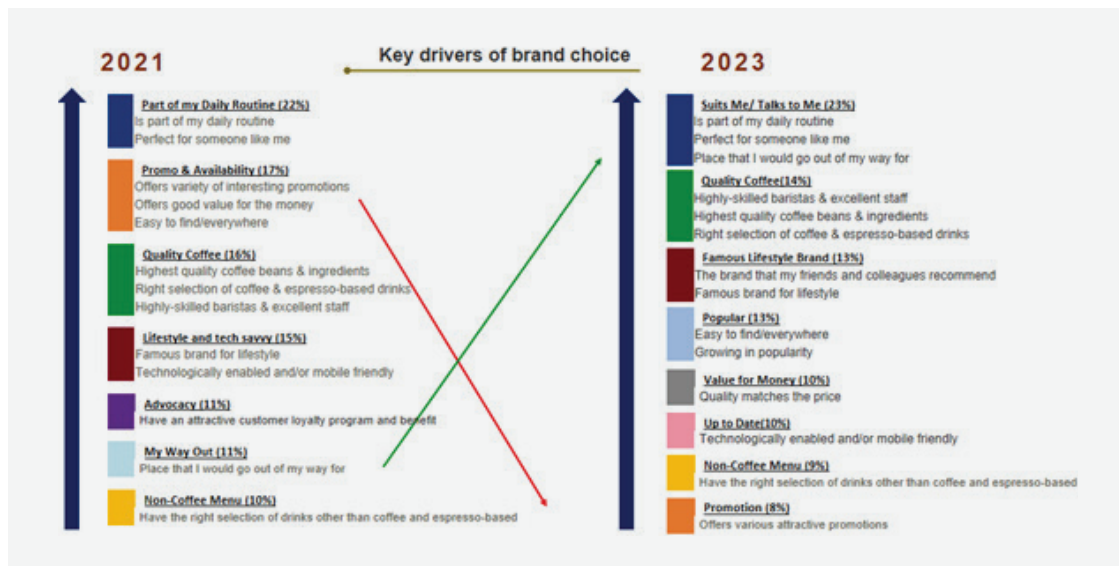 Key drivers of brand choice
2021
Part of my Daily Routine (22%)
Is part of my daily routine
Perfect for someone like me
Promo & Availability (17%)
Offers variety of interesting promotions
Offers good value for the money
Easy to find/everywhere
Quality Coffee (16%)
Highest quality coffee beans & ingredients
Right selection of coffee & espresso-based drinks
Highly-skilled baristas & excellent staff
Lifestyle and tech savvy (15%)
Famous brand for lifestyle
Technologically enabled and/or mobile friendly
Advocacy (11%)
Have an attractive customer loyalty program and benefit
My Way Out (11%)
Place that I would go out of my way for
Non-Coffee Menu (10%)
Have the right selection of drinks other than coffee and espresso-based
2023
Suits Me/ Talks to Me (23%)
Is part of my daily routine
Perfect for someone like me
Place that I would go out of my way for
Quality Coffee(14%)
Highly-skilled baristas & excellent staff
Highest quality coffee beans & ingredients
Right selection of coffee & espresso-based drinks
Famous Lifestyle Brand (13%)
The brand that my friends and colleagues recommend
Famous brand for lifestyle
Popular (13%)
Easy to find/everywhere
Growing in popularity
Value for Money (10%)
Quality matches the price
Up to Date(10%)
Technologically enabled and/or mobile friendly
Non-Coffee Menu (9%)
Have the right selection of drinks other than coffee and espresso-based
Promotion (8%)
Offers various attractive promotions